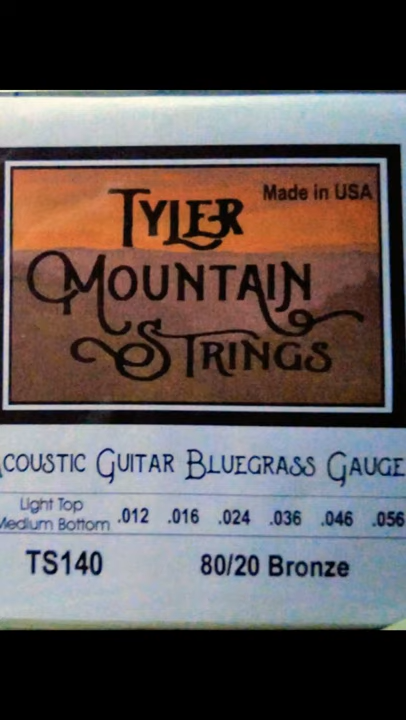 Made in USA
TYLER
MOUNTAIN
STRINGS
ACOUSTIC GUITAR BLUEGRASS GAUGE
Light Top
Medium Bottom .012 .016 .024 .036 .046 .056
TS140 80/20 Bronze